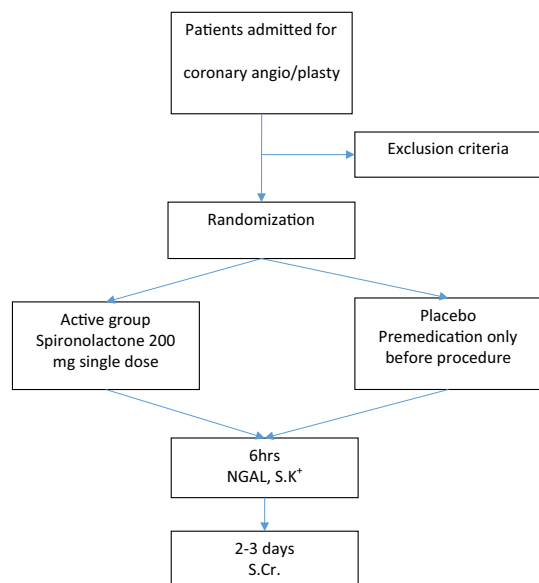 Patients admitted for
coronary angio/plasty
Exclusion criteria
Randomization
Active group
Spironolactone 200
mg single dose
Placebo
Premedication only
before procedure
6hrs
NGAL, S.K⁺
2-3 days
S.Cr.